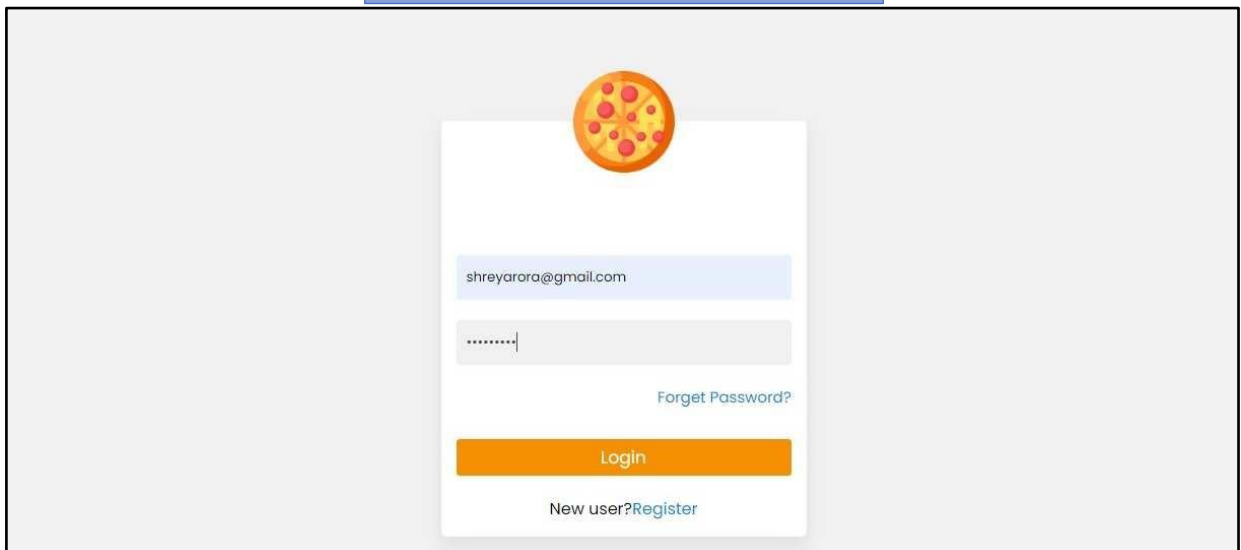 shreyarora@gmail.com
•••••••••
Forget Password?
Login
New user?Register